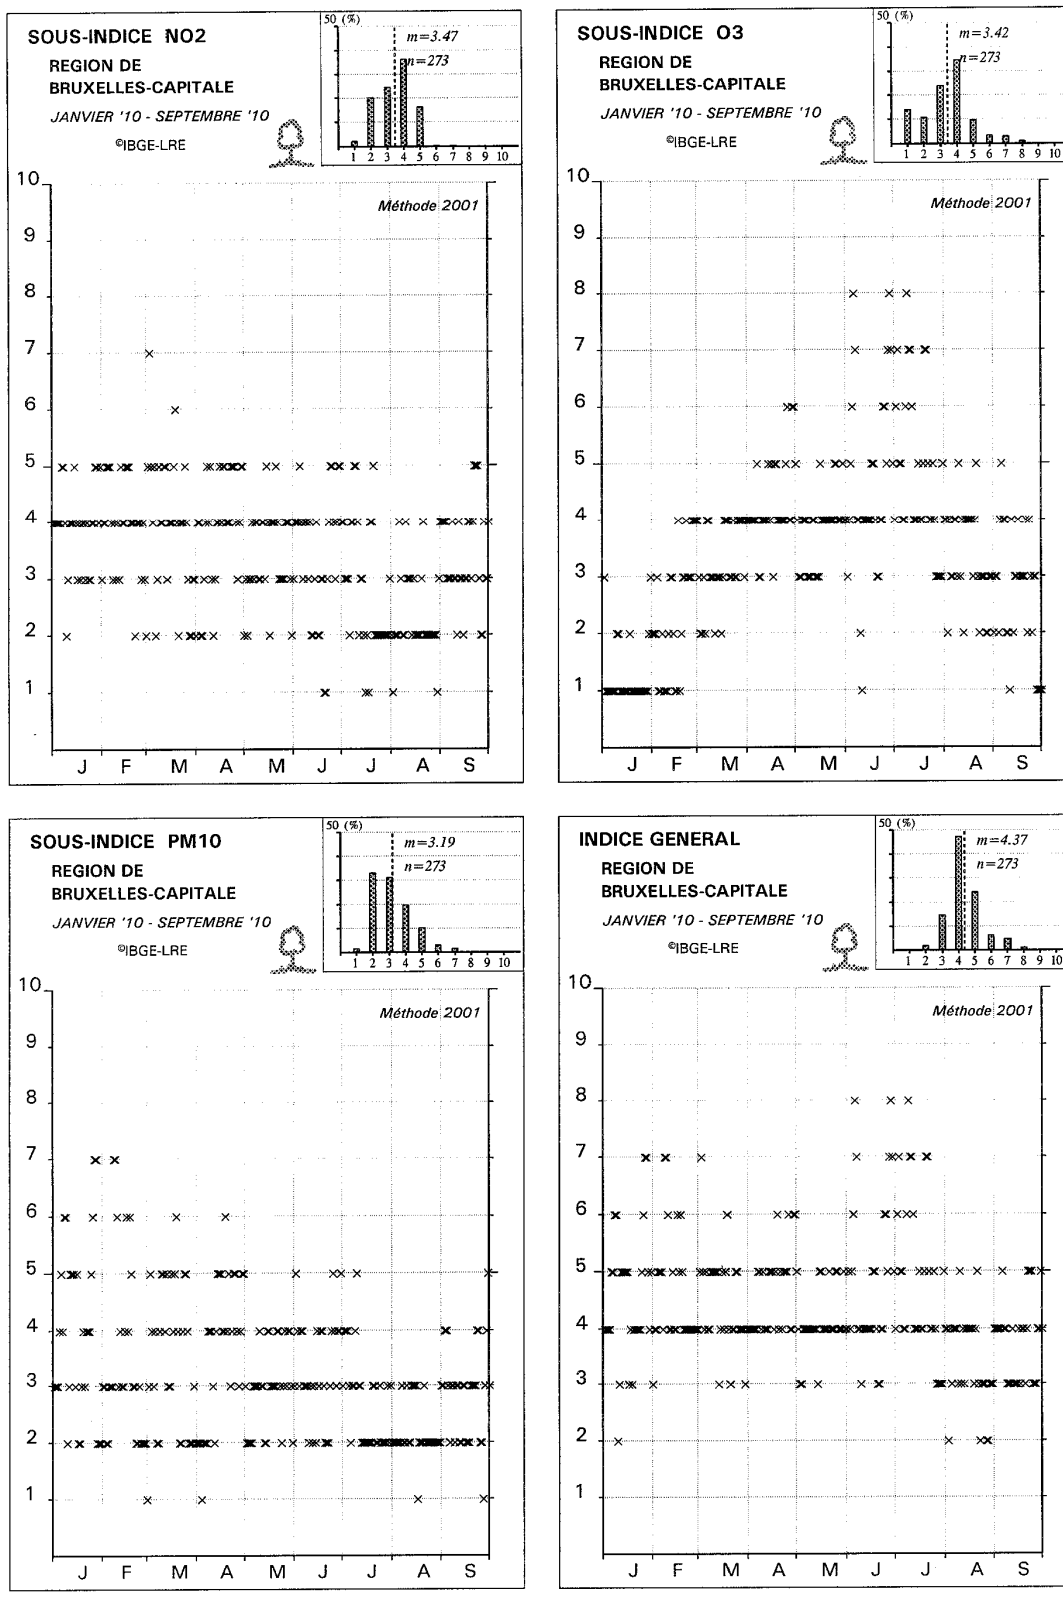 SOUS-INDICE NO2
REGION DE
BRUXELLES-CAPITALE
JANVIER '10 - SEPTEMBRE '10
©IBGE-LRE
50 (%)
m=3.47
n=273
1 2 3 4 5 6 7 8 9 10
Méthode 2001
10
9
8
7
6
5
4
3
2
1
J F M A M J J A S
SOUS-INDICE O3
REGION DE
BRUXELLES-CAPITALE
JANVIER '10 - SEPTEMBRE '10
©IBGE-LRE
50 (%)
m=3.42
n=273
1 2 3 4 5 6 7 8 9 10
Méthode 2001
10
9
8
7
6
5
4
3
2
1
J F M A M J J A S
SOUS-INDICE PM10
REGION DE
BRUXELLES-CAPITALE
JANVIER '10 - SEPTEMBRE '10
©IBGE-LRE
50 (%)
m=3.19
n=273
1 2 3 4 5 6 7 8 9 10
Méthode 2001
10
9
8
7
6
5
4
3
2
1
J F M A M J J A S
INDICE GENERAL
REGION DE
BRUXELLES-CAPITALE
JANVIER '10 - SEPTEMBRE '10
©IBGE-LRE
50 (%)
m=4.37
n=273
1 2 3 4 5 6 7 8 9 10
Méthode 2001
10
9
8
7
6
5
4
3
2
1
J F M A M J J A S